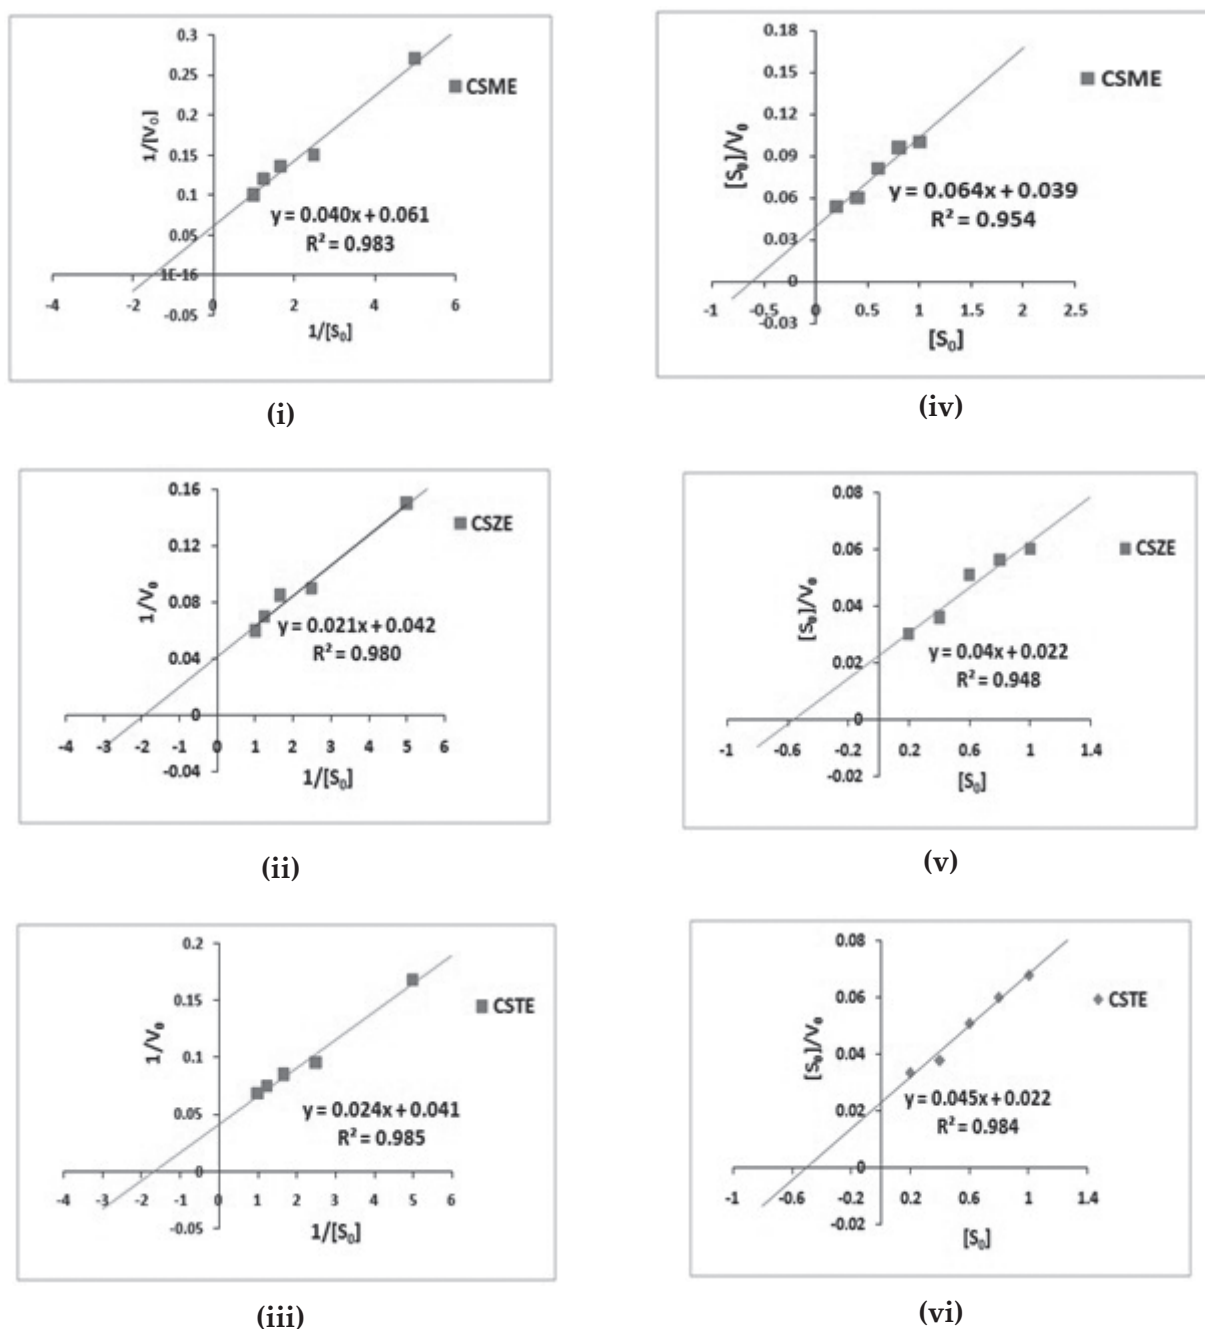 0.3
0.25
0.2
0.15
0.1
0.05
1E-16
-0.05
-4
-2
0
2
4
6
1/[V₀]
1/[S₀]
CSME
y = 0.040x + 0.061
R² = 0.983
(i)
0.18
0.15
0.12
0.09
0.06
0.03
0
-0.03
-1
-0.5
0
0.5
1
1.5
2
2.5
[S₀]/V₀
[S₀]
CSME
y = 0.064x + 0.039
R² = 0.954
(iv)
0.16
0.12
0.08
0.04
0
-0.04
-4
-3
-2
-1
0
1
2
3
4
5
6
1/V₀
1/[S₀]
CSZE
y = 0.021x + 0.042
R² = 0.980
(ii)
0.08
0.06
0.04
0.02
0
-0.02
-1
-0.6
-0.2
0.2
0.6
1
1.4
[S₀]/V₀
[S₀]
CSZE
y = 0.04x + 0.022
R² = 0.948
(v)
0.2
0.15
0.1
0.05
0
-0.05
-4
-3
-2
-1
0
1
2
3
4
5
6
1/V₀
1/[S₀]
CSTE
y = 0.024x + 0.041
R² = 0.985
(iii)
0.08
0.06
0.04
0.02
0
-0.02
-1
-0.6
-0.2
0.2
0.6
1
1.4
[S₀]/V₀
[S₀]
CSTE
y = 0.045x + 0.022
R² = 0.984
(vi)